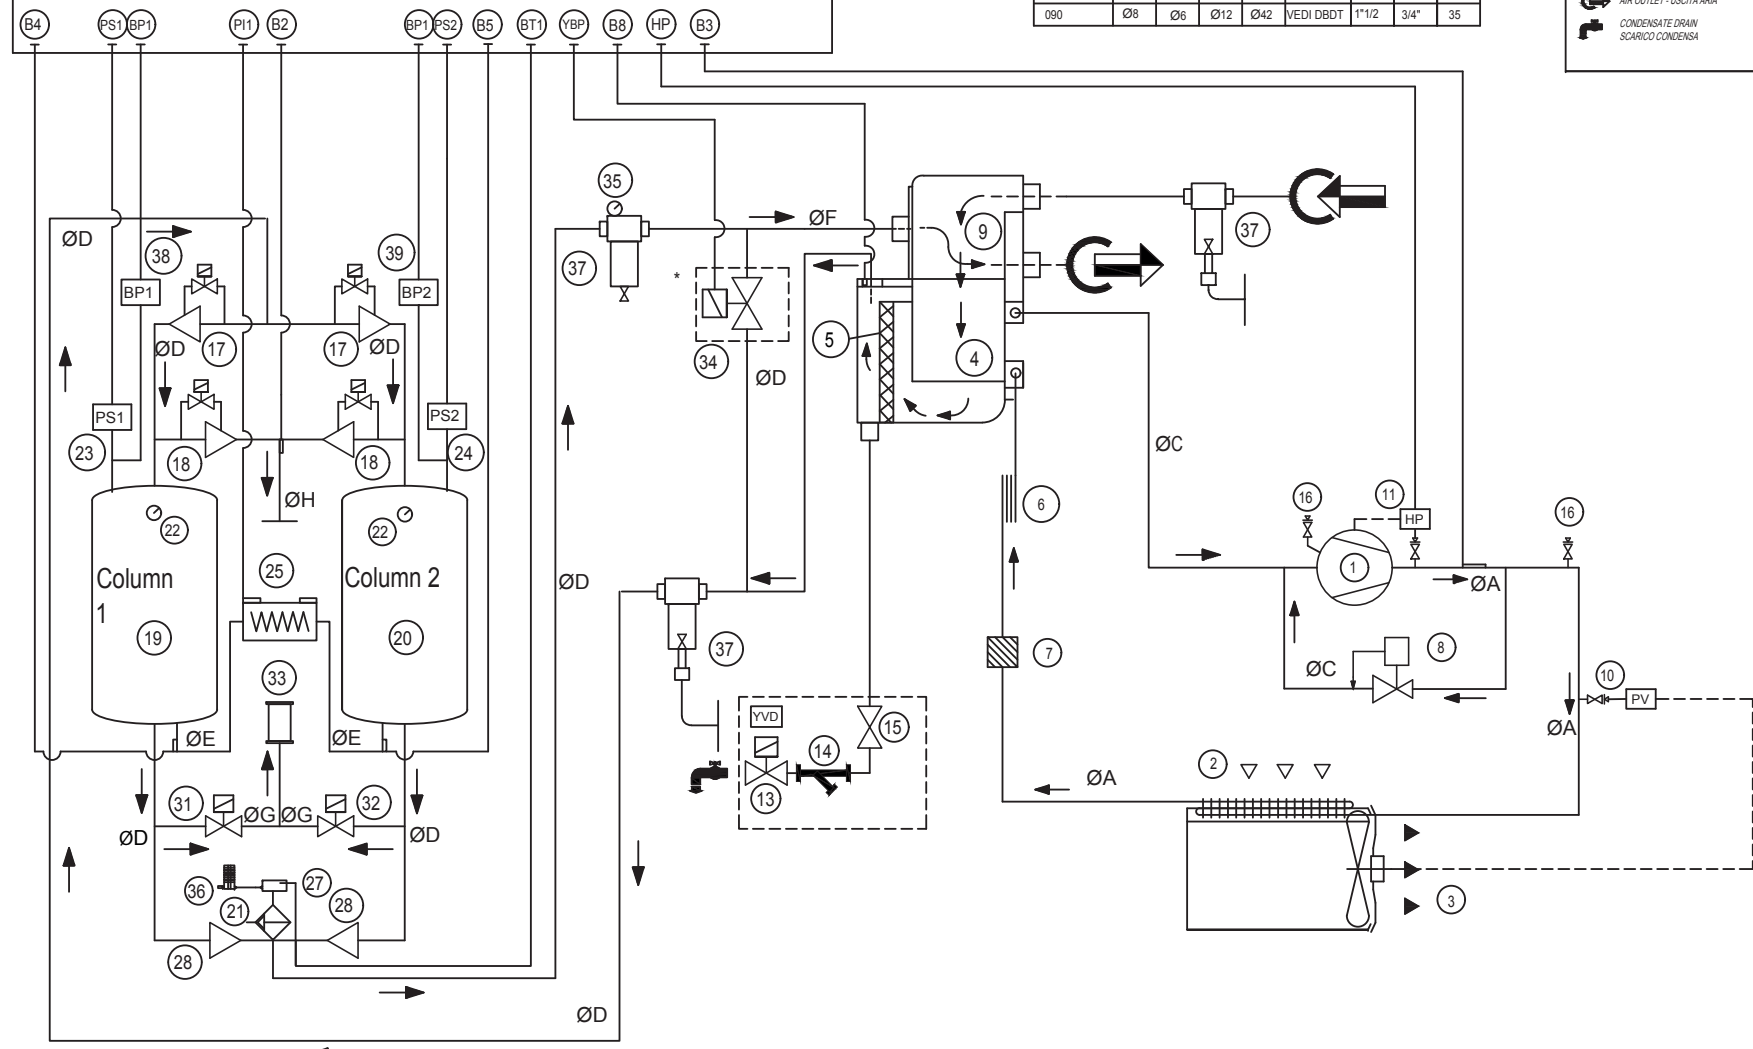 B4 PS1 BP1 PI1 B2 BP1 PS2 B5 BT1 YBP B8 HP B3
090 Ø8 Ø6 Ø12 Ø42 VEDI DBDT 1"1/2 3/4" 35
AIR OUTLET - USCITA ARIA
CONDENSATE DRAIN
SCARICO CONDENSA
35
ØD
38
39
37
ØF
9
37
BP1
BP2
*
17
17
ØD
ØD
34
5
4
ØD
PS1
PS2
23
18
18
24
ØC
ØH
22
22
6
16
11
HP
16
Column
1
25
Column 2
ØD
1
ØA
19
20
37
7
8
33
ØC
10
PV
ØE
ØE
YVD
15
14
ØA
2
31
32
13
ØA
ØG
ØG
ØD
ØD
36
27
21
28
3
28
ØD